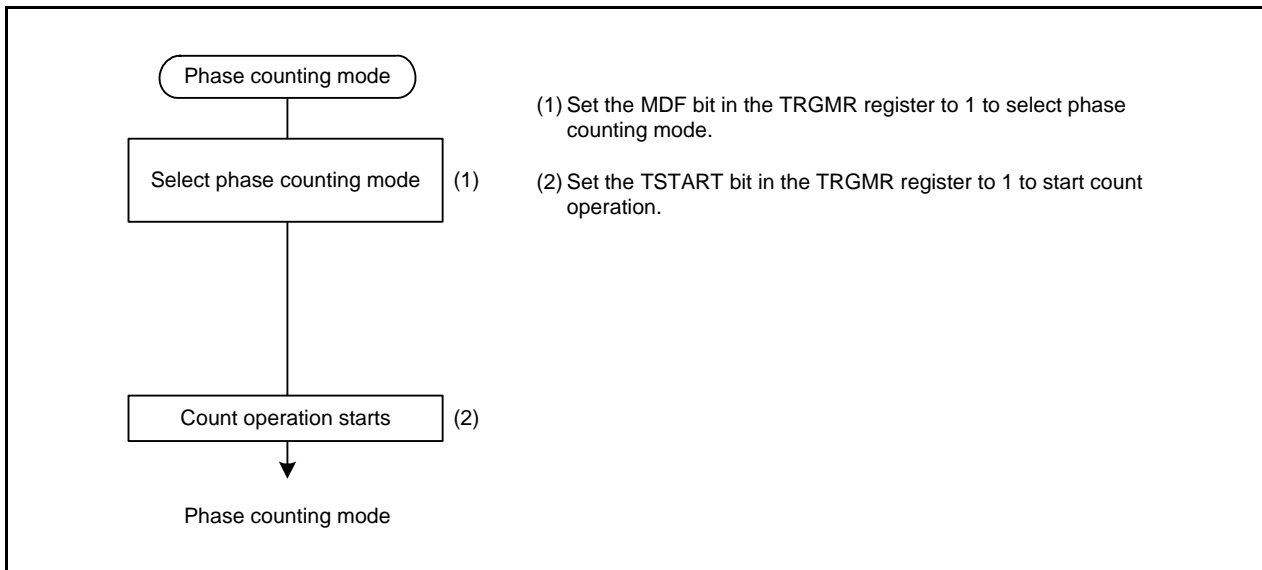 Phase counting mode
Select phase counting mode (1)
Count operation starts (2)
Phase counting mode
(1) Set the MDF bit in the TRGMR register to 1 to select phase
counting mode.
(2) Set the TSTART bit in the TRGMR register to 1 to start count
operation.